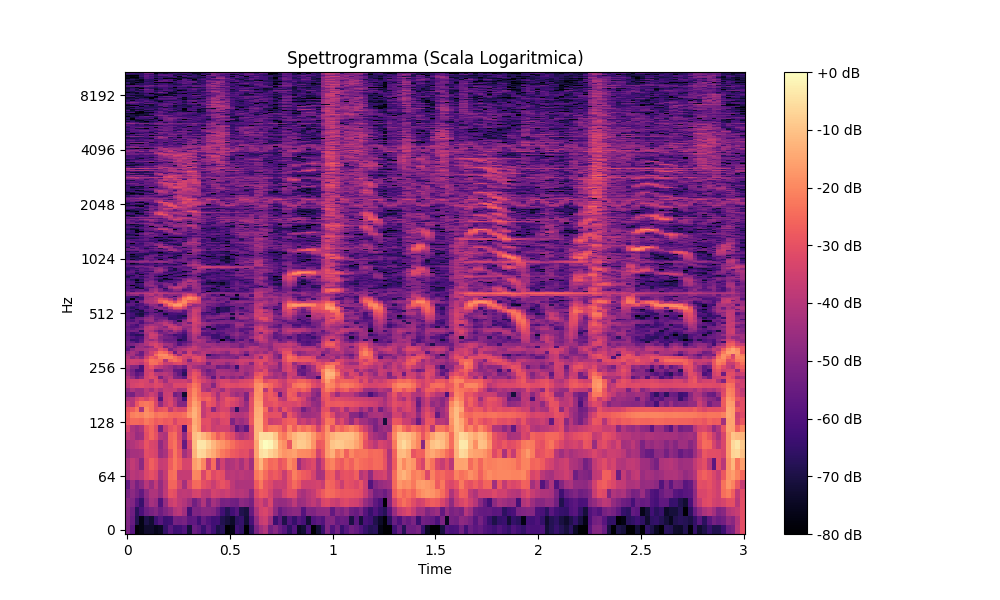 Spettrogramma (Scala Logaritmica)
Hz
8192
4096
2048
1024
512
256
128
64
0
0
0.5
1
1.5
2
2.5
3
Time
+0 dB
-10 dB
-20 dB
-30 dB
-40 dB
-50 dB
-60 dB
-70 dB
-80 dB